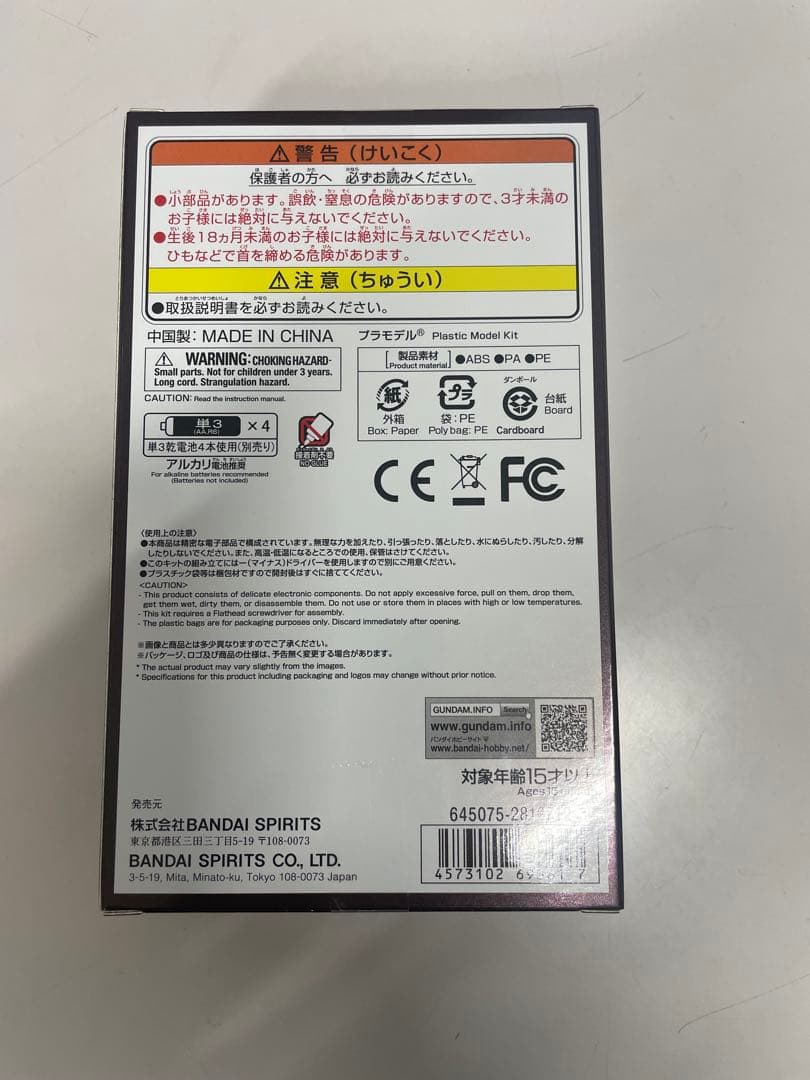 ⚠警告(けいこく)
保護者の方へ 必ずお読みください。
●小部品があります。誤飲・窒息の危険がありますので、3才未満の
お子様には絶対に与えないでください。
●生後18ヵ月未満のお子様には絶対に与えないでください。
ひもなどで首を締める危険があります。
⚠注意(ちゅうい)
●取扱説明書を必ずお読みください。
中国製:MADE IN CHINA
プラモデル® Plastic Model Kit
⚠ WARNING: CHOKING HAZARD-
Small parts. Not for children under 3 years.
Long cord. Strangulation hazard.
CAUTION: Read the instruction manual.
製品素材 Product material ●ABS ●PA ●PE
紙
外箱
Box: Paper
プラ
袋:PE
Poly bag: PE
ダンボール
Cardboard
台紙
Board
単3 (AA,R6) ×4
単3乾電池4本使用(別売り)
アルカリ電池推奨
For alkaline batteries recommended
(Batteries not included)
接着剤不要
NO GLUE
CE FC
〈使用上の注意〉
●本商品は精密な電子部品で構成されています。無理な力を加えたり、引っ張ったり、落としたり、水にぬらしたり、汚したり、分解
したりしないでください。また、高温・低温になるところでの使用、保管はさけてください。
●このキットの組み立てには−(マイナス)ドライバーを使用しますので別にご用意ください。
●プラスチック袋等は梱包材ですので開封後はすぐに捨ててください。
<CAUTION>
- This product consists of delicate electronic components. Do not apply excessive force, pull on them, drop them,
get them wet, dirty them, or disassemble them. Do not use or store them in places with high or low temperatures.
- This kit requires a Flathead screwdriver for assembly.
- The plastic bags are for packaging purposes only. Discard immediately after opening.
※画像と商品とは多少異なりますのでご了承ください。
※パッケージ、ロゴ及び商品の仕様は、予告無く変更する場合があります。
* The actual product may vary slightly from the images.
* Specifications for this product including packaging and logos may change without prior notice.
GUNDAM.INFO Search
www.gundam.info
バンダイホビーサイト
www.bandai-hobby.net/
対象年齢15才以上
Ages 15
645075-28
4573102 6
発売元
株式会社BANDAI SPIRITS
東京都港区三田三丁目5-19 〒108-0073
BANDAI SPIRITS CO., LTD.
3-5-19, Mita, Minato-ku, Tokyo 108-0073 Japan